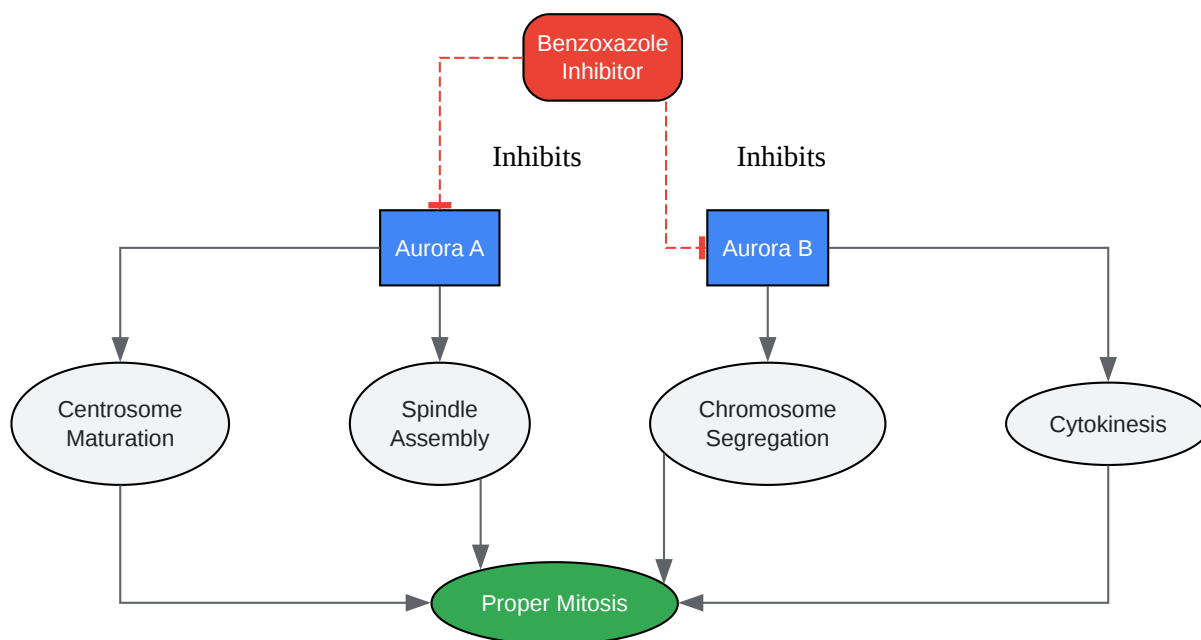 Benzoxazole
Inhibitor
Inhibits
Inhibits
Aurora A
Aurora B
Centrosome
Maturation
Spindle
Assembly
Chromosome
Segregation
Cytokinesis
Proper Mitosis